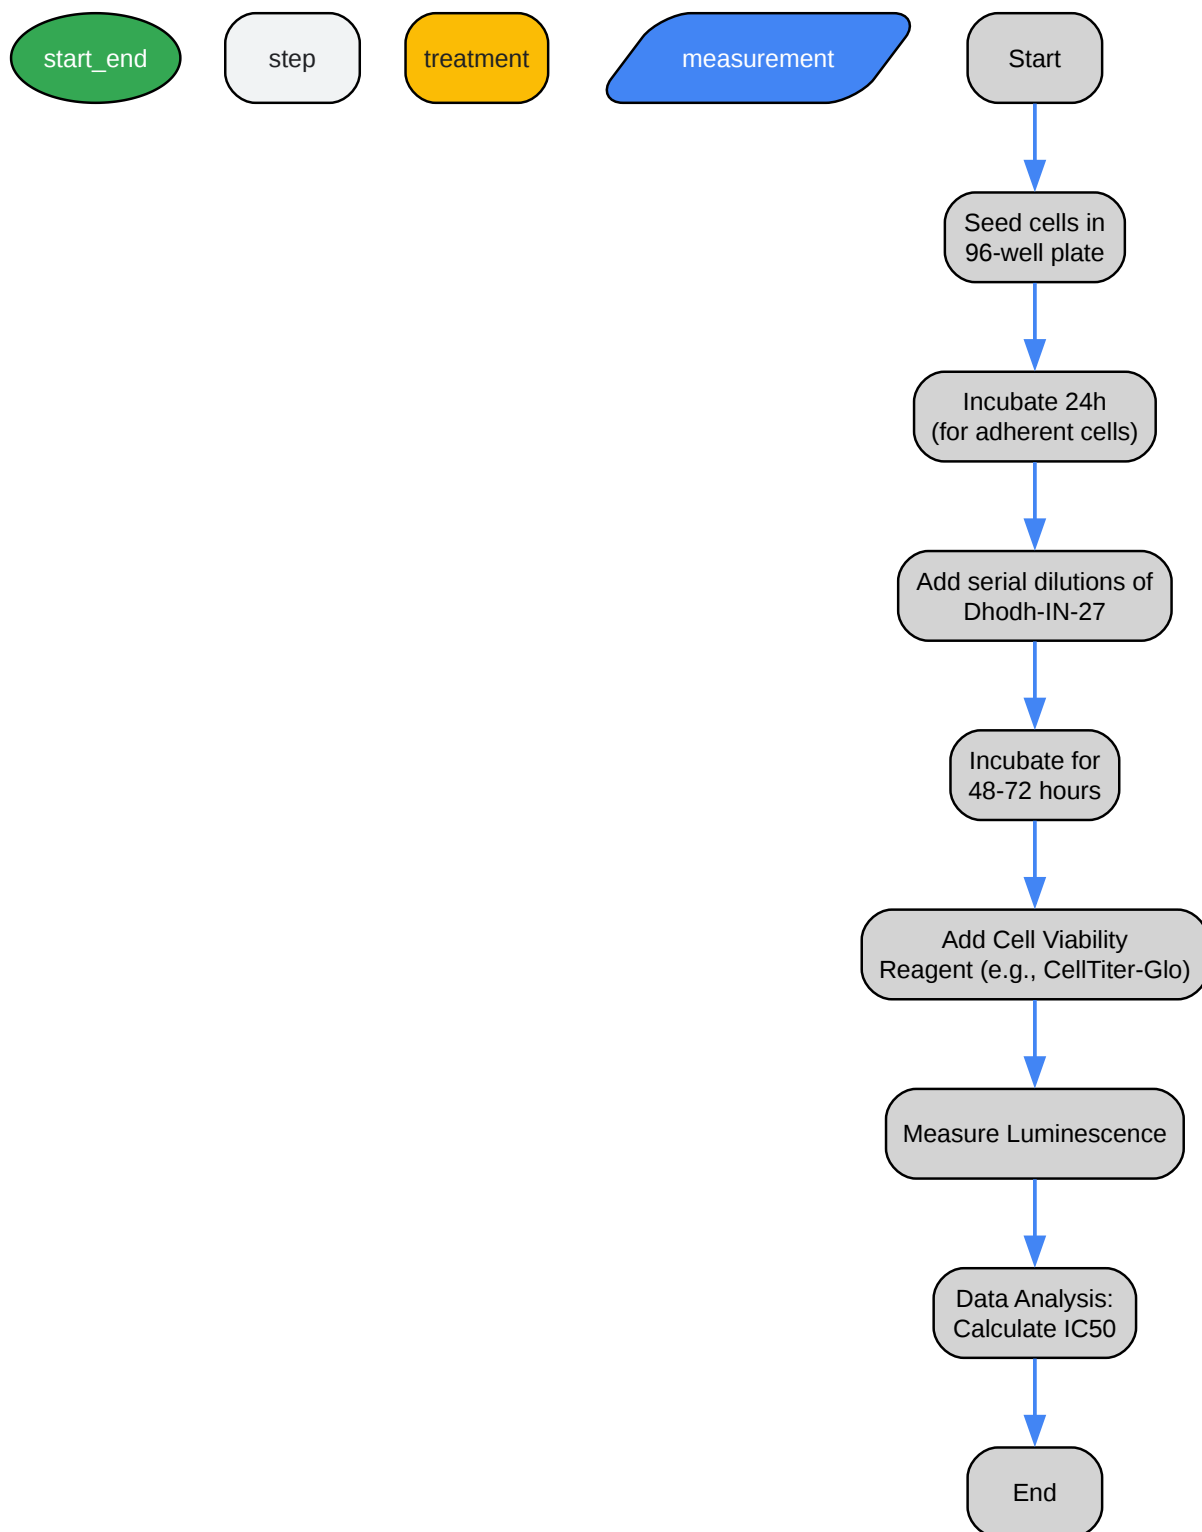 start_end
step
treatment
measurement
Start
Seed cells in
96-well plate
Incubate 24h
(for adherent cells)
Add serial dilutions of
Dhodh-IN-27
Incubate for
48-72 hours
Add Cell Viability
Reagent (e.g., CellTiter-Glo)
Measure Luminescence
Data Analysis:
Calculate IC50
End